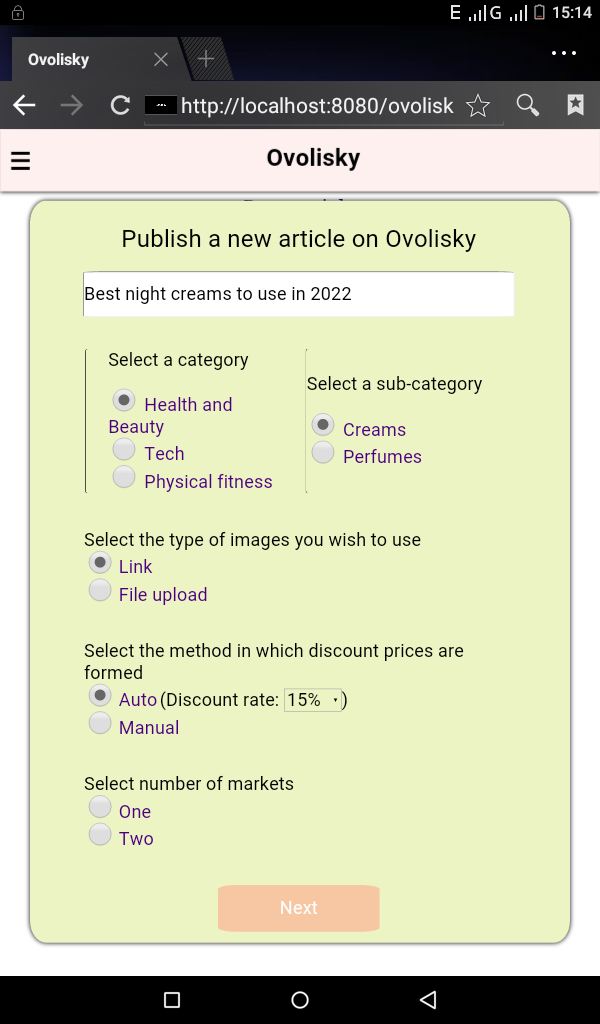 E G 15:14
Ovolisky
http://localhost:8080/ovolisk
Ovolisky
Publish a new article on Ovolisky
Best night creams to use in 2022
Select a category
Health and
Beauty
Tech
Physical fitness
Select a sub-category
Creams
Perfumes
Select the type of images you wish to use
Link
File upload
Select the method in which discount prices are
formed
Auto (Discount rate: 15% )
Manual
Select number of markets
One
Two
Next